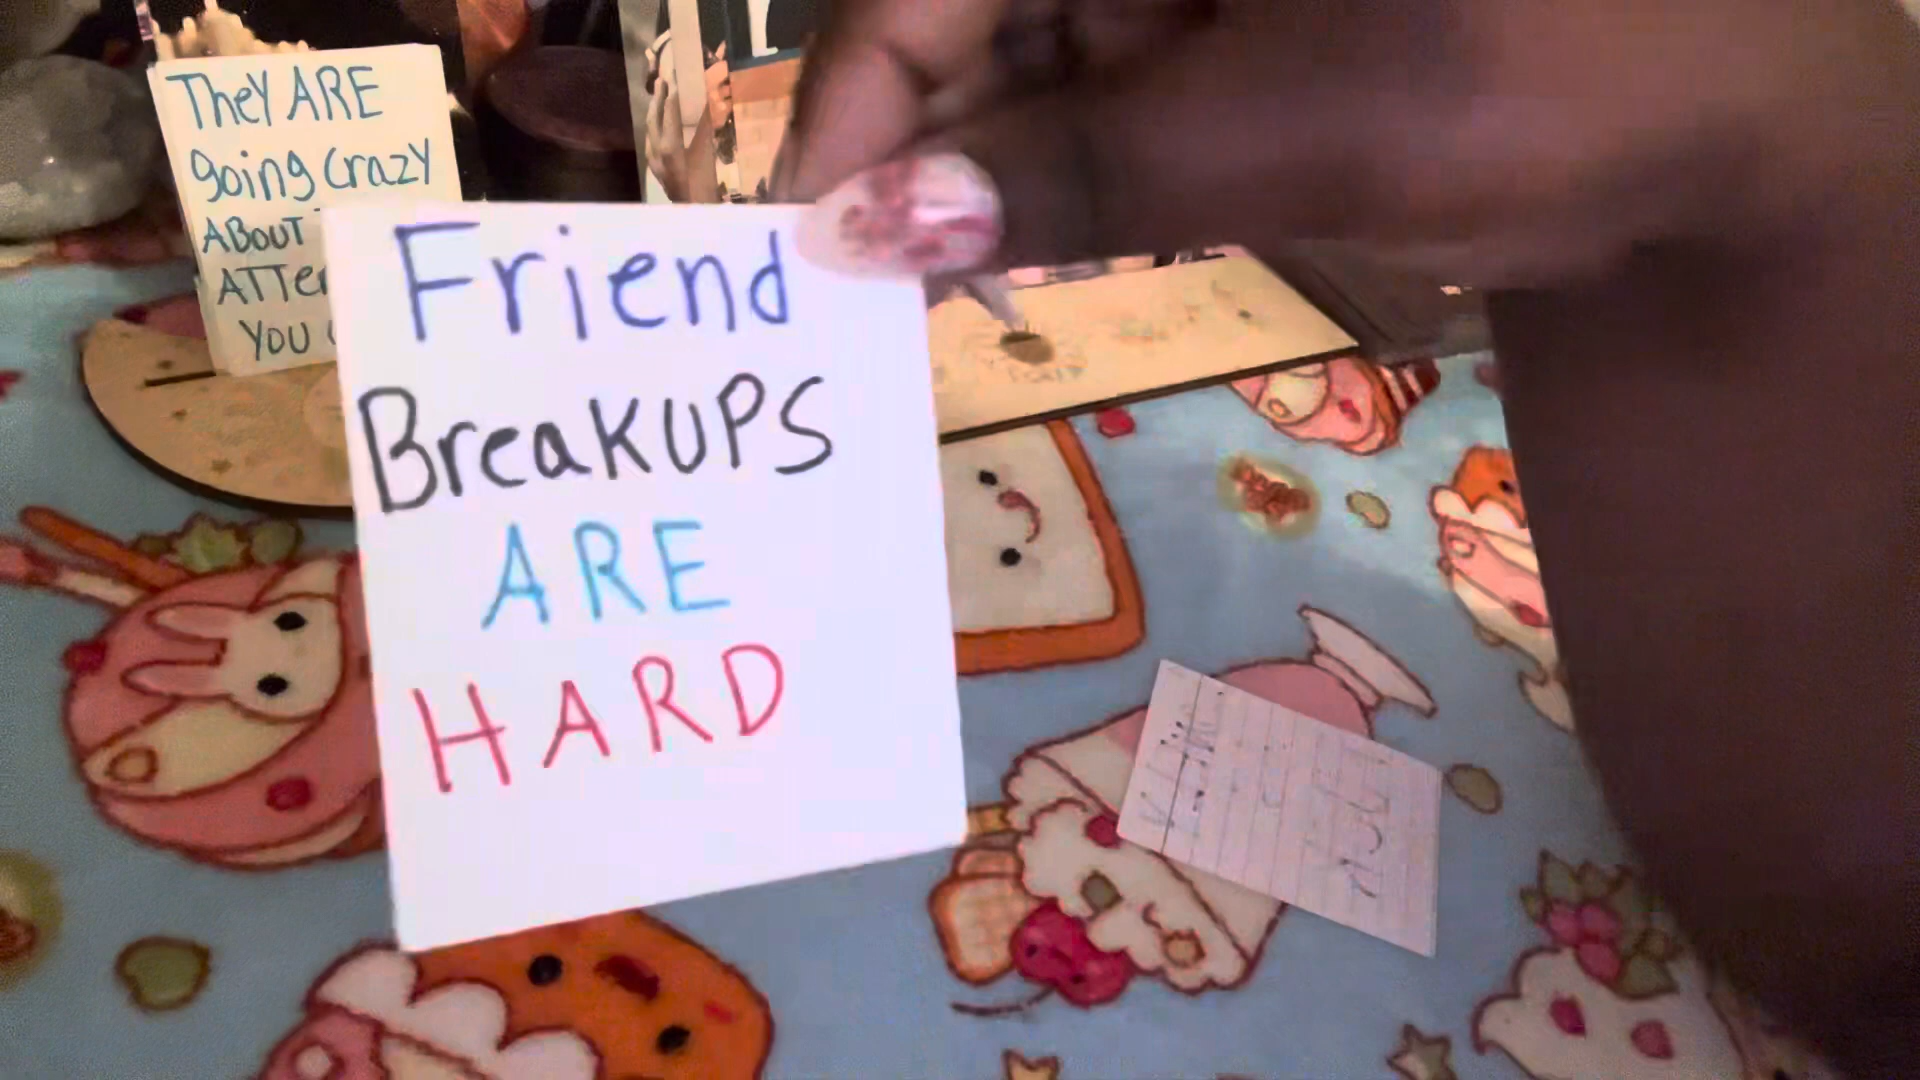 They ARE
going crazy
ABOUT
YOU
Friend
BreakUPS
ARE
HARD